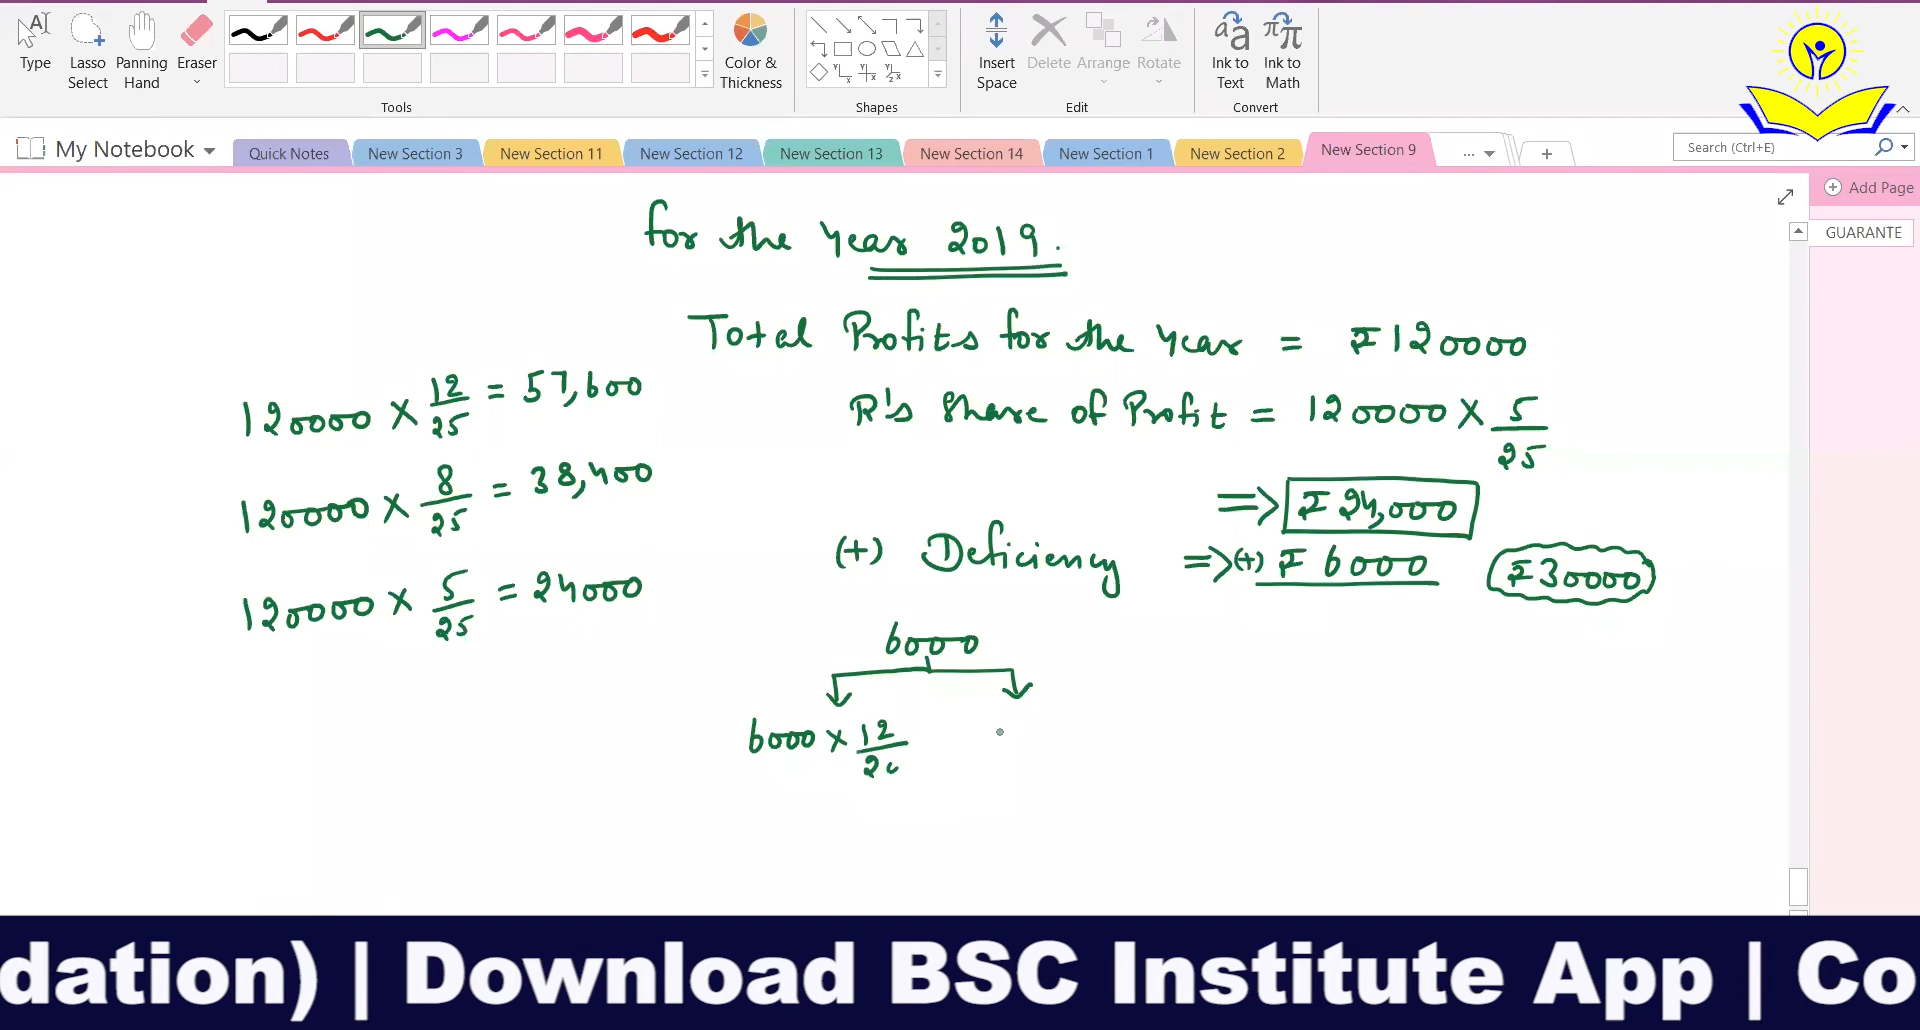 Type
Lasso Select
Panning Hand
Eraser
Color & Thickness
Insert Space
Delete
Arrange
Rotate
Ink to Text
Ink to Math
Tools
Shapes
Edit
Convert
My Notebook
Quick Notes
New Section 3
New Section 11
New Section 12
New Section 13
New Section 14
New Section 1
New Section 2
New Section 9
...
Search (Ctrl+E)
Add Page
GUARANTE
for the year 2019.
Total Profits for the year = ₹120000
R's Share of Profit = 120000 × 5/25
⇒ ₹24,000
(+) Deficiency ⇒ (+) ₹6000 ₹30000
120000 × 12/25 = 57,600
120000 × 8/25 = 38,400
120000 × 5/25 = 24000
6000
6000 × 12/20
dation) | Download BSC Institute App | Co